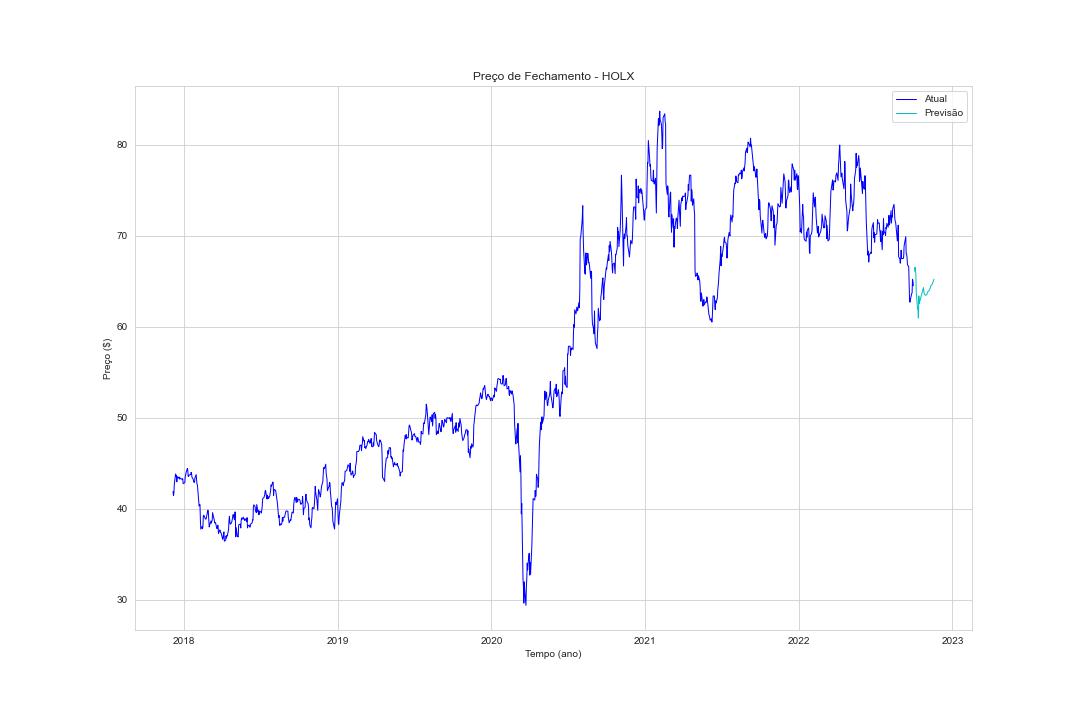 Preço de Fechamento - HOLX
Atual
Previsão
80
70
60
50
40
30
Preço ($)
2018 2019 2020 2021 2022 2023
Tempo (ano)